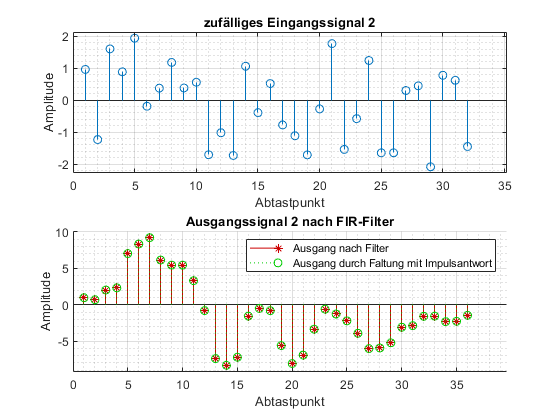 zufälliges Eingangssignal 2
2
1
0
-1
-2
Amplitude
0 5 10 15 20 25 30 35
Abtastpunkt
Ausgangssignal 2 nach FIR-Filter
10
5
0
-5
Amplitude
Ausgang nach Filter
Ausgang durch Faltung mit Impulsantwort
0 5 10 15 20 25 30 35
Abtastpunkt